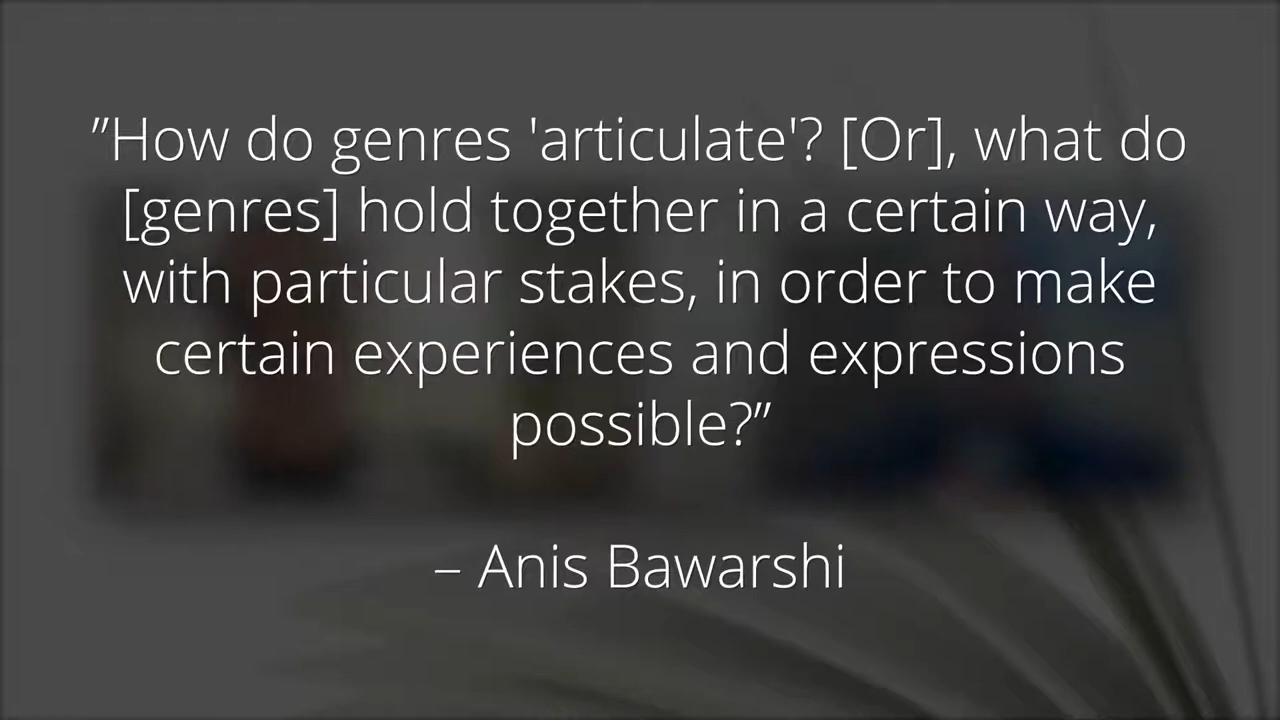 ”How do genres 'articulate'? [Or], what do
[genres] hold together in a certain way,
with particular stakes, in order to make
certain experiences and expressions
possible?”
– Anis Bawarshi